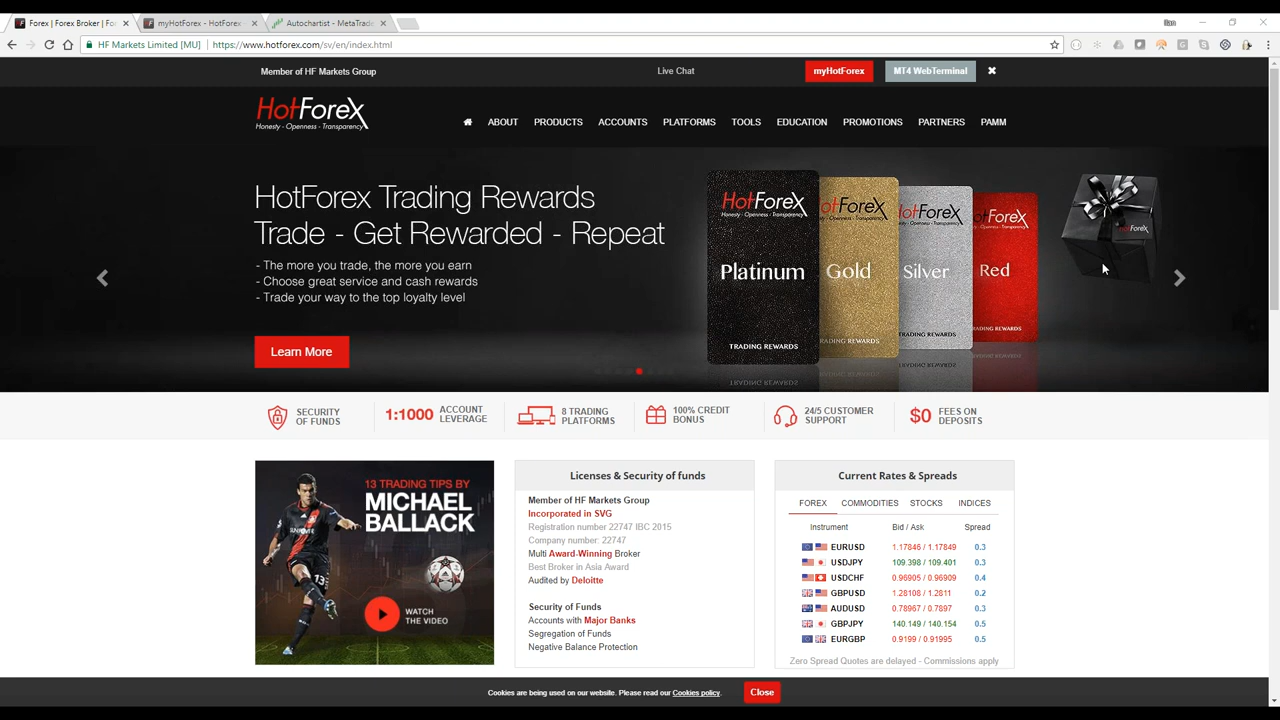 Forex | Forex Broker | For
myHotForex - HotForex
Autochartist - MetaTrade
Ilan
HF Markets Limited [MU]
https://www.hotforex.com/sv/en/index.html
Member of HF Markets Group
Live Chat
myHotForex
MT4 WebTerminal
HotForex
Honesty - Openness - Transparency
ABOUT
PRODUCTS
ACCOUNTS
PLATFORMS
TOOLS
EDUCATION
PROMOTIONS
PARTNERS
PAMM
HotForex Trading Rewards
Trade - Get Rewarded - Repeat
- The more you trade, the more you earn
- Choose great service and cash rewards
- Trade your way to the top loyalty level
Learn More
HotForex
Honesty - Openness - Transparency
Platinum
TRADING REWARDS
Gold
TRADING REWARDS
Silver
TRADING REWARDS
Red
TRADING REWARDS
HotForex
SECURITY
OF FUNDS
1:1000
ACCOUNT
LEVERAGE
8 TRADING
PLATFORMS
100% CREDIT
BONUS
24/5 CUSTOMER
SUPPORT
$0
FEES ON
DEPOSITS
13 TRADING TIPS BY
MICHAEL
BALLACK
13
WATCH
THE VIDEO
Licenses & Security of funds
Member of HF Markets Group
Incorporated in SVG
Registration number 22747 IBC 2015
Company number: 22747
Multi Award-Winning Broker
Best Broker in Asia Award
Audited by Deloitte
Security of Funds
Accounts with Major Banks
Segregation of Funds
Negative Balance Protection
Current Rates & Spreads
FOREX COMMODITIES STOCKS INDICES
Instrument Bid / Ask Spread
EURUSD 1.17846 / 1.17849 0.3
USDJPY 109.398 / 109.401 0.3
USDCHF 0.96905 / 0.96909 0.4
GBPUSD 1.28108 / 1.2811 0.2
AUDUSD 0.78967 / 0.7897 0.3
GBPJPY 140.149 / 140.154 0.5
EURGBP 0.9199 / 0.91995 0.5
Zero Spread Quotes are delayed - Commissions apply
Cookies are being used on our website. Please read our Cookies policy.
Close